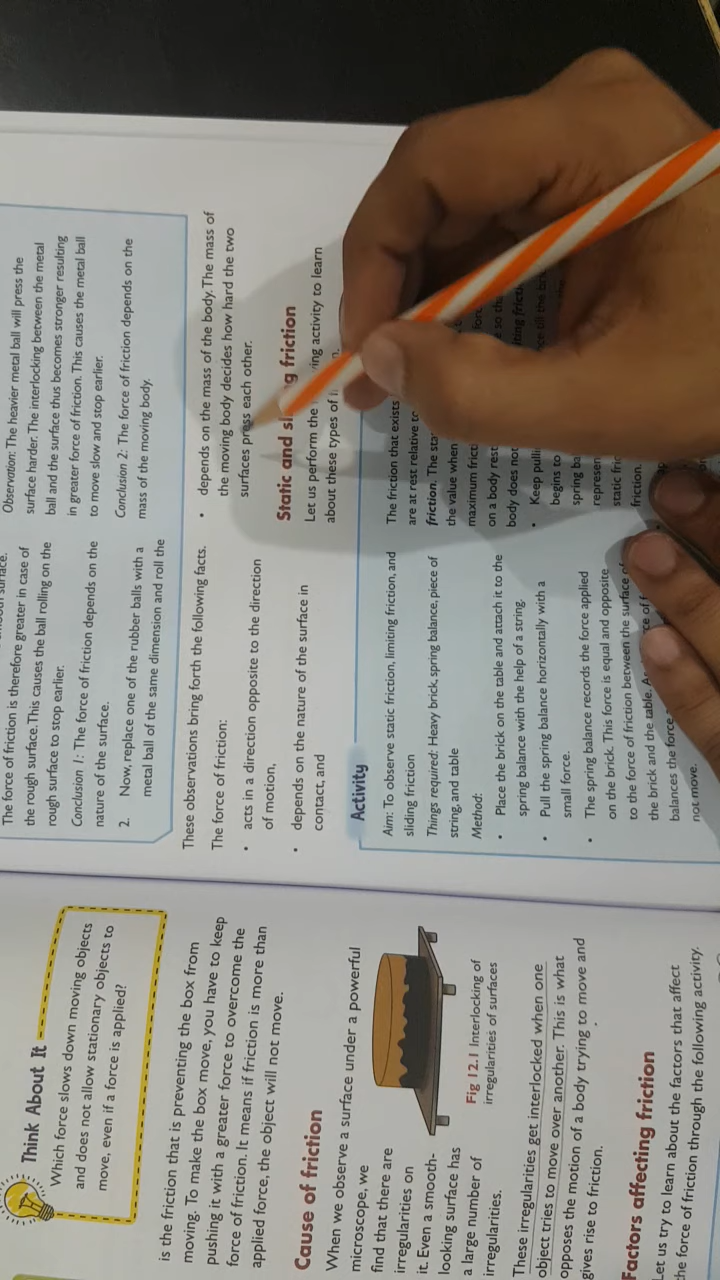 Think About It
Which force slows down moving objects
and does not allow stationary objects to
move, even if a force is applied?
is the friction that is preventing the box from
moving. To make the box move, you have to keep
pushing it with a greater force to overcome the
force of friction. It means if friction is more than
applied force, the object will not move.
Cause of friction
When we observe a surface under a powerful
microscope, we
find that there are
irregularities on
it. Even a smooth-
looking surface has
a large number of
irregularities.
Fig 12.1 Interlocking of
irregularities of surfaces
These irregularities get interlocked when one
object tries to move over another. This is what
opposes the motion of a body trying to move and
gives rise to friction.
Factors affecting friction
Let us try to learn about the factors that affect
the force of friction through the following activity.
surface.
The force of friction is therefore greater in case of
the rough surface. This causes the ball rolling on the
rough surface to stop earlier.
Conclusion 1: The force of friction depends on the
nature of the surface.
2. Now, replace one of the rubber balls with a
metal ball of the same dimension and roll the
Observation: The heavier metal ball will press the
surface harder. The interlocking between the metal
ball and the surface thus becomes stronger resulting
in greater force of friction. This causes the metal ball
to move slow and stop earlier.
Conclusion 2: The force of friction depends on the
mass of the moving body.
These observations bring forth the following facts.
The force of friction:
• acts in a direction opposite to the direction
of motion,
• depends on the nature of the surface in
contact, and
• depends on the mass of the body. The mass of
the moving body decides how hard the two
surfaces press each other.
Static and friction
Let us perform the activity to learn
about these types of
Activity
Aim: To observe static friction, limiting friction, and
sliding friction
Things required: Heavy brick, spring balance, piece of
string, and table
Method:
• Place the brick on the table and attach it to the
spring balance with the help of a string.
• Pull the spring balance horizontally with a
small force.
• The spring balance records the force applied
on the brick. This force is equal and opposite
to the force of friction between the surface of
the brick and the table.
balances the force
not move.
The friction that exists
are at rest relative to
friction. The
the value when
maximum
on a body
body does not
• Keep
begins to
spring
static
friction.